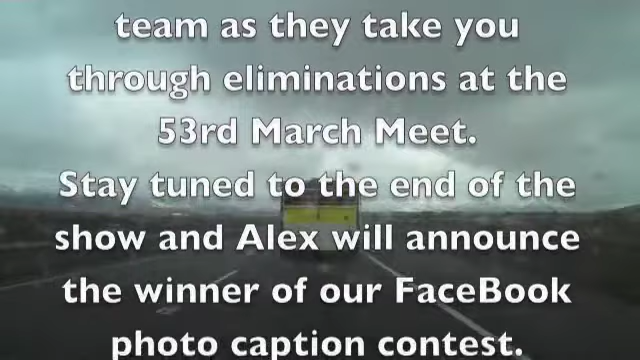 team as they take you
through eliminations at the
53rd March Meet.
Stay tuned to the end of the
show and Alex will announce
the winner of our FaceBook
photo caption contest.